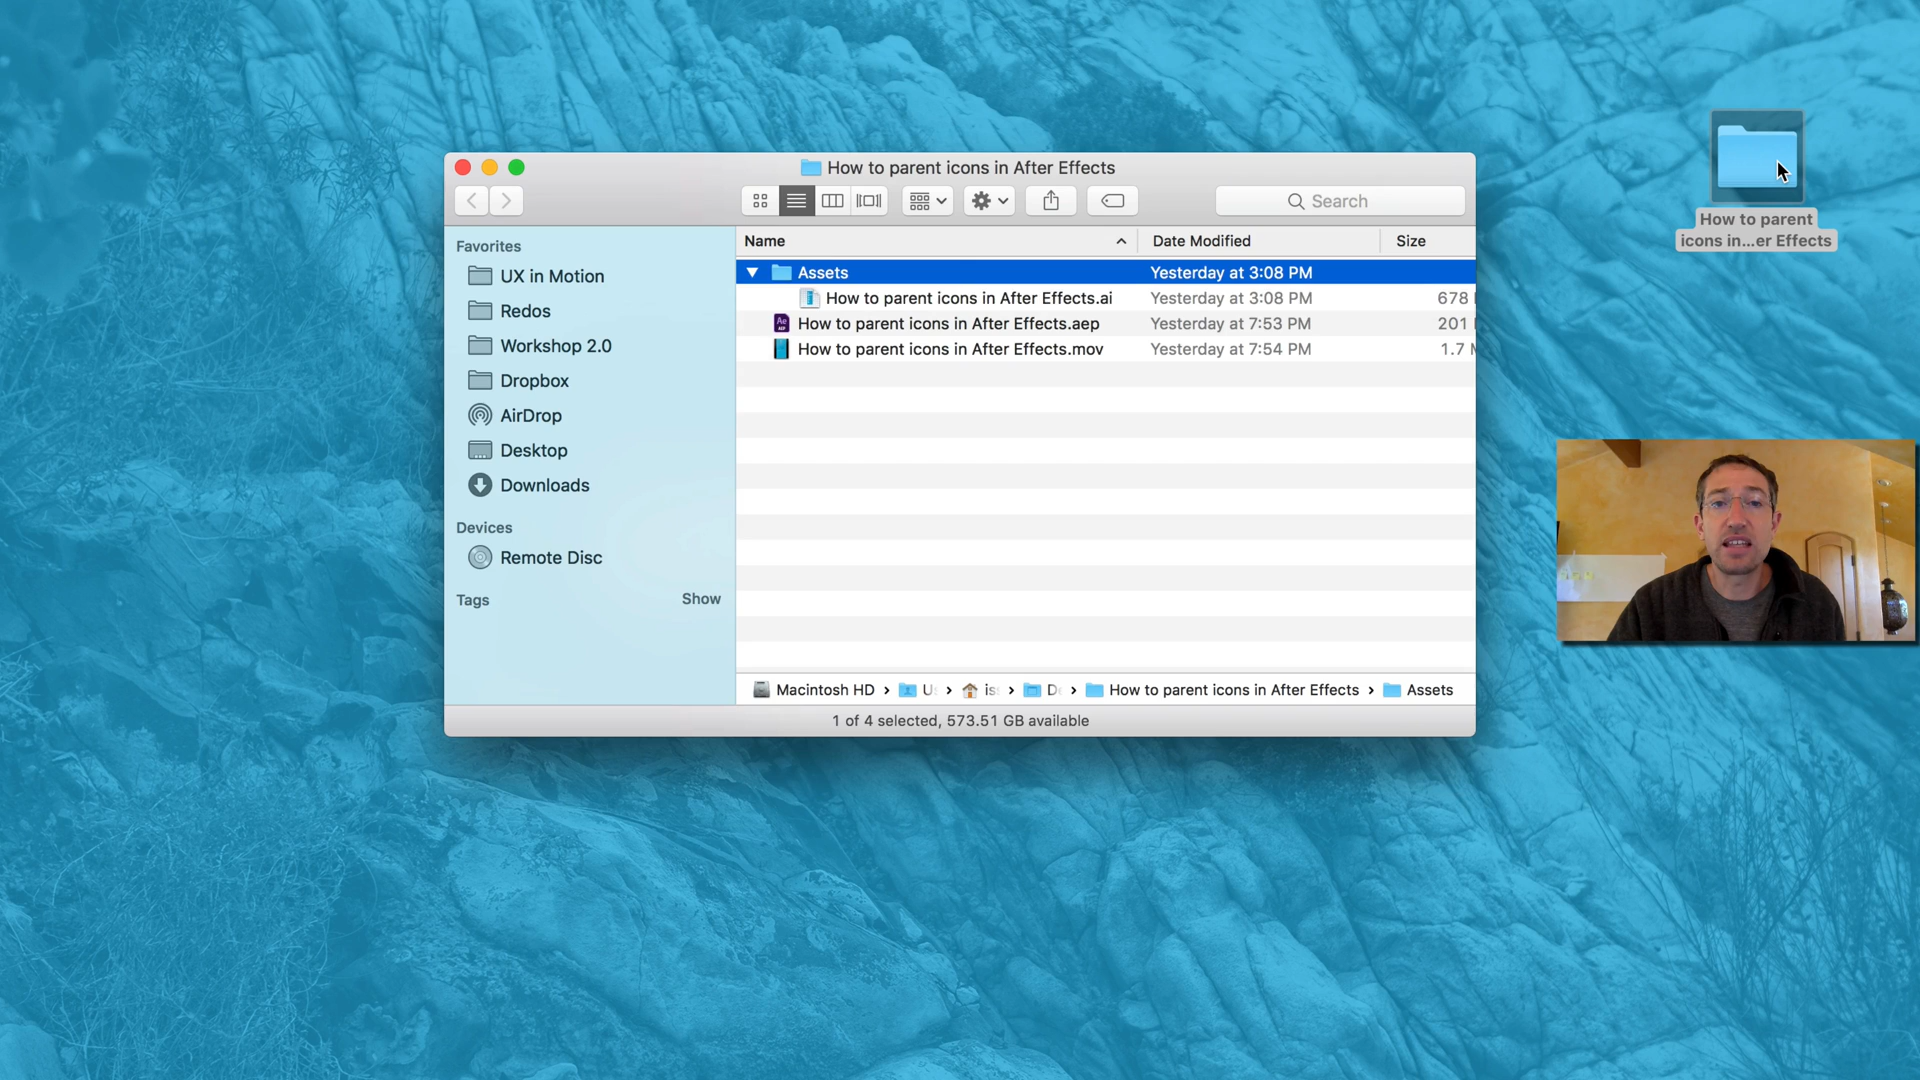 How to parent icons in After Effects
Search
How to parent
icons in...er Effects
Name Date Modified Size
Favorites
UX in Motion
Redos
Workshop 2.0
Dropbox
AirDrop
Desktop
Downloads
Devices
Remote Disc
Tags Show
Assets Yesterday at 3:08 PM
How to parent icons in After Effects.ai Yesterday at 3:08 PM 678
How to parent icons in After Effects.aep Yesterday at 7:53 PM 201
How to parent icons in After Effects.mov Yesterday at 7:54 PM 1.7
Macintosh HD › › › › How to parent icons in After Effects › Assets
1 of 4 selected, 573.51 GB available